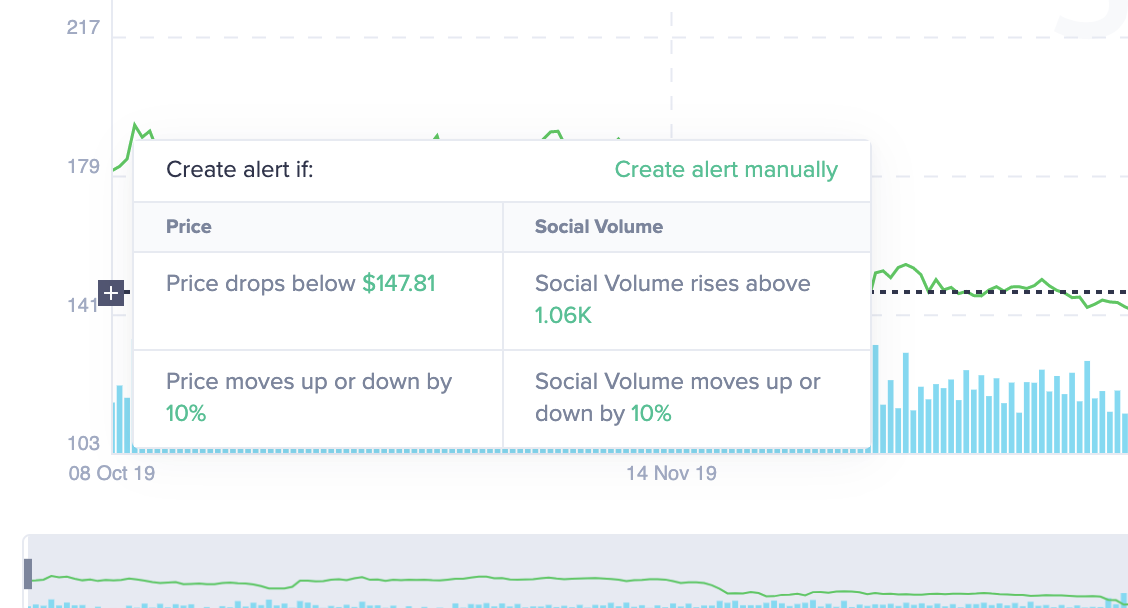 217
179
141
103
Create alert if: Create alert manually
Price Social Volume
Price drops below $147.81
Social Volume rises above
1.06K
Price moves up or down by
10%
Social Volume moves up or
down by 10%
08 Oct 19 14 Nov 19